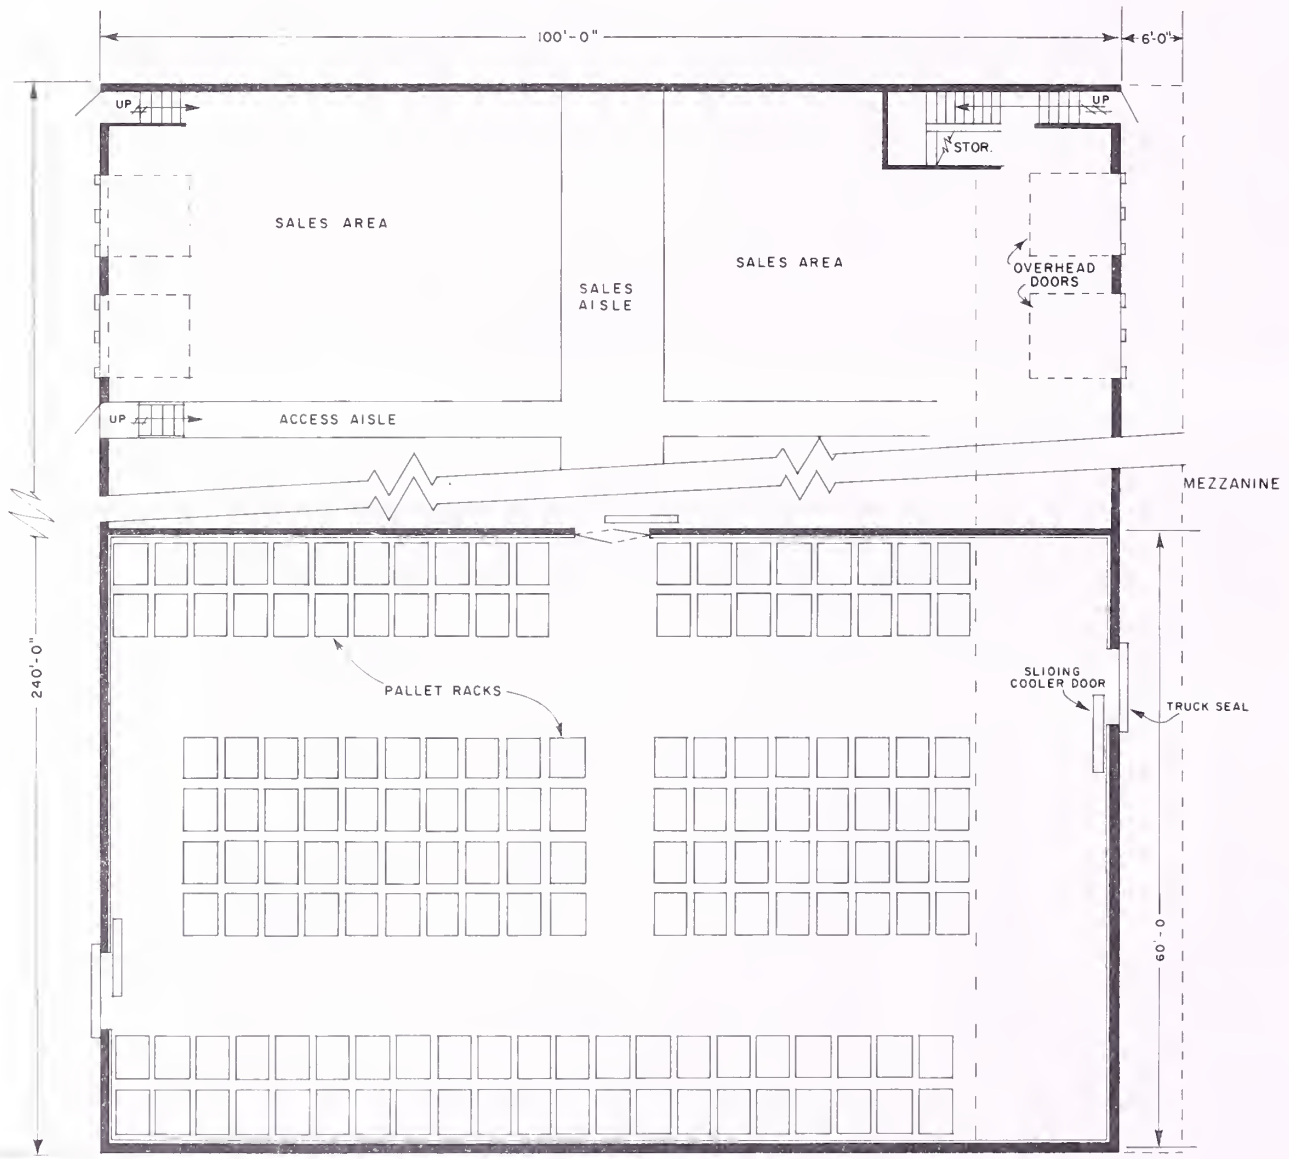 100'-0"
6'-0"
UP
UP
STOR.
SALES AREA
SALES AREA
OVERHEAD
DOORS
SALES
AISLE
UP
ACCESS AISLE
MEZZANINE
240'-0"
PALLET RACKS
SLIDING
COOLER DOOR
TRUCK SEAL
60'-0